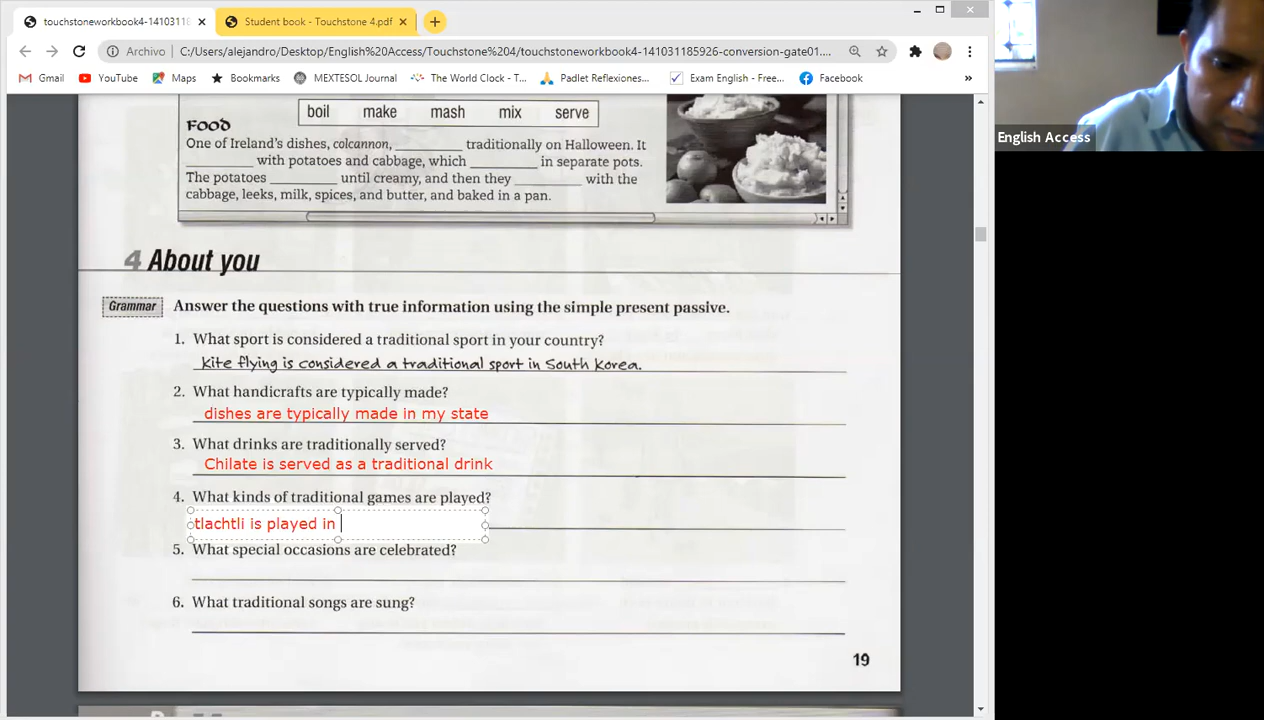 touchstoneworkbook4-1410311185
Student book - Touchstone 4.pdf
Archivo C:/Users/alejandro/Desktop/English%20Access/Touchstone%204/touchstoneworkbook4-141031185926-conversion-gate01....
Gmail YouTube Maps Bookmarks MEXTESOL Journal The World Clock - T... Padlet Reflexiones... Exam English - Free... Facebook »
English Access
boil make mash mix serve
FOOD
One of Ireland's dishes, colcannon, ________ traditionally on Halloween. It
________ with potatoes and cabbage, which ________ in separate pots.
The potatoes ________ until creamy, and then they ________ with the
cabbage, leeks, milk, spices, and butter, and baked in a pan.
4 About you
Grammar Answer the questions with true information using the simple present passive.
1. What sport is considered a traditional sport in your country?
Kite flying is considered a traditional sport in South Korea.
2. What handicrafts are typically made?
dishes are typically made in my state
3. What drinks are traditionally served?
Chilate is served as a traditional drink
4. What kinds of traditional games are played?
tlachtli is played in
5. What special occasions are celebrated?
6. What traditional songs are sung?
19